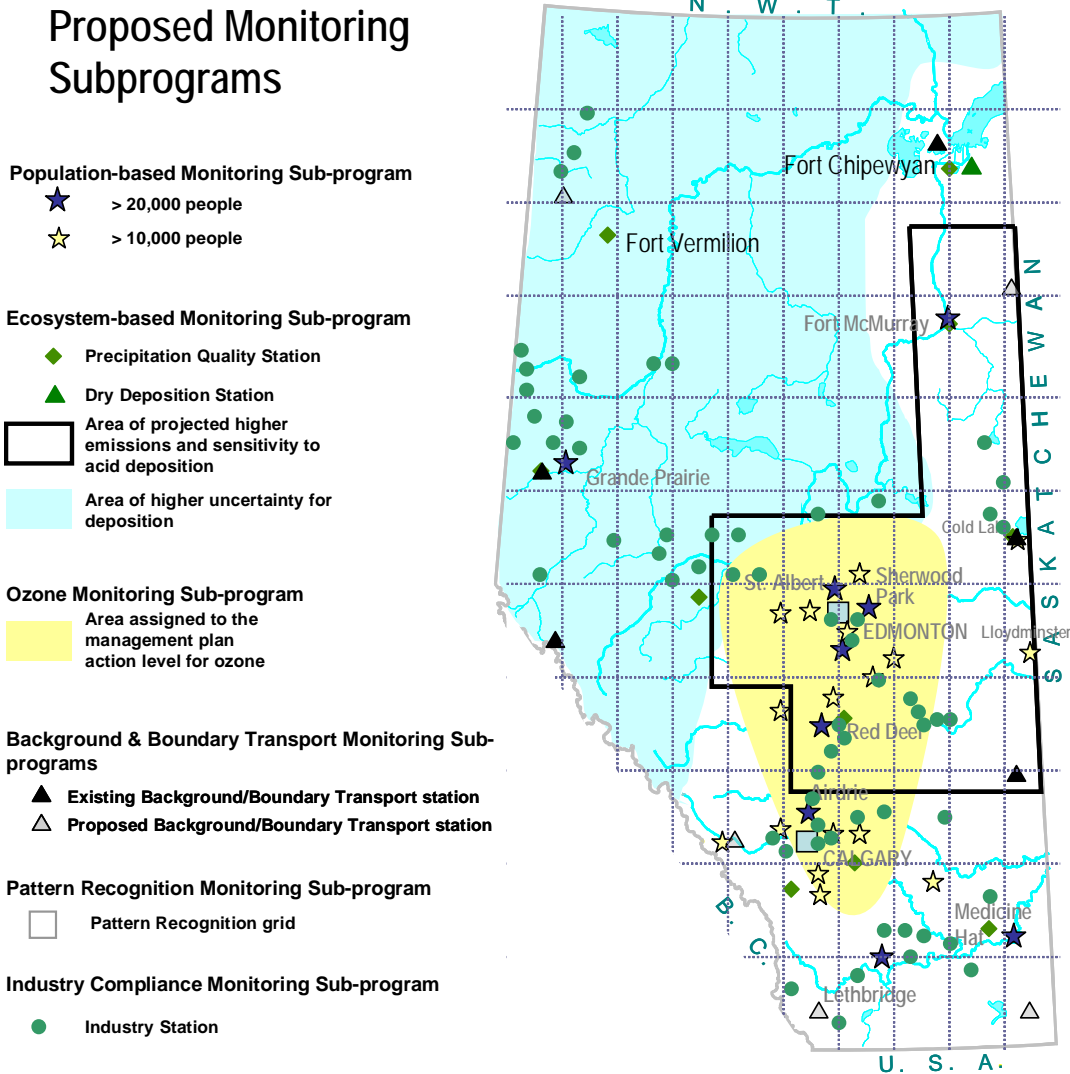 Proposed Monitoring
Subprograms
Population-based Monitoring Sub-program
> 20,000 people
> 10,000 people
Ecosystem-based Monitoring Sub-program
Precipitation Quality Station
Dry Deposition Station
Area of projected higher
emissions and sensitivity to
acid deposition
Area of higher uncertainty for
deposition
Ozone Monitoring Sub-program
Area assigned to the
management plan
action level for ozone
Background & Boundary Transport Monitoring Sub-
programs
Existing Background/Boundary Transport station
Proposed Background/Boundary Transport station
Pattern Recognition Monitoring Sub-program
Pattern Recognition grid
Industry Compliance Monitoring Sub-program
Industry Station
N. W. T.
Fort Chipewyan
Fort Vermilion
Fort McMurray
SASKATCHEWAN
Grande Prairie
Cold Lake
St. Albert
Sherwood
Park
EDMONTON
Lloydminster
Red Deer
Airdrie
CALGARY
B. C.
Medicine
Hat
Lethbridge
U. S. A.